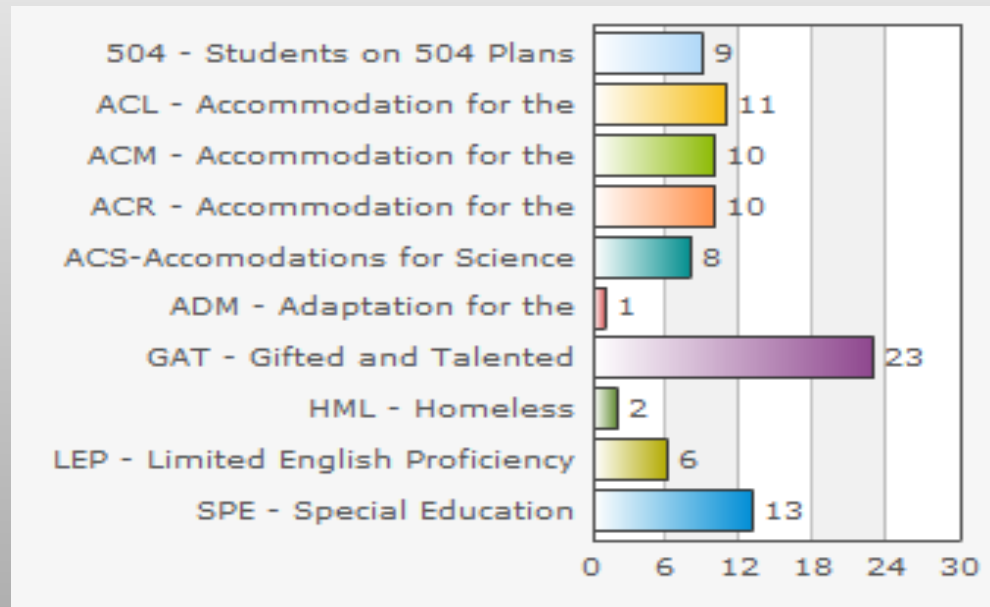 504 - Students on 504 Plans 9
ACL - Accommodation for the 11
ACM - Accommodation for the 10
ACR - Accommodation for the 10
ACS-Accomodations for Science 8
ADM - Adaptation for the 1
GAT - Gifted and Talented 23
HML - Homeless 2
LEP - Limited English Proficiency 6
SPE - Special Education 13
0 6 12 18 24 30